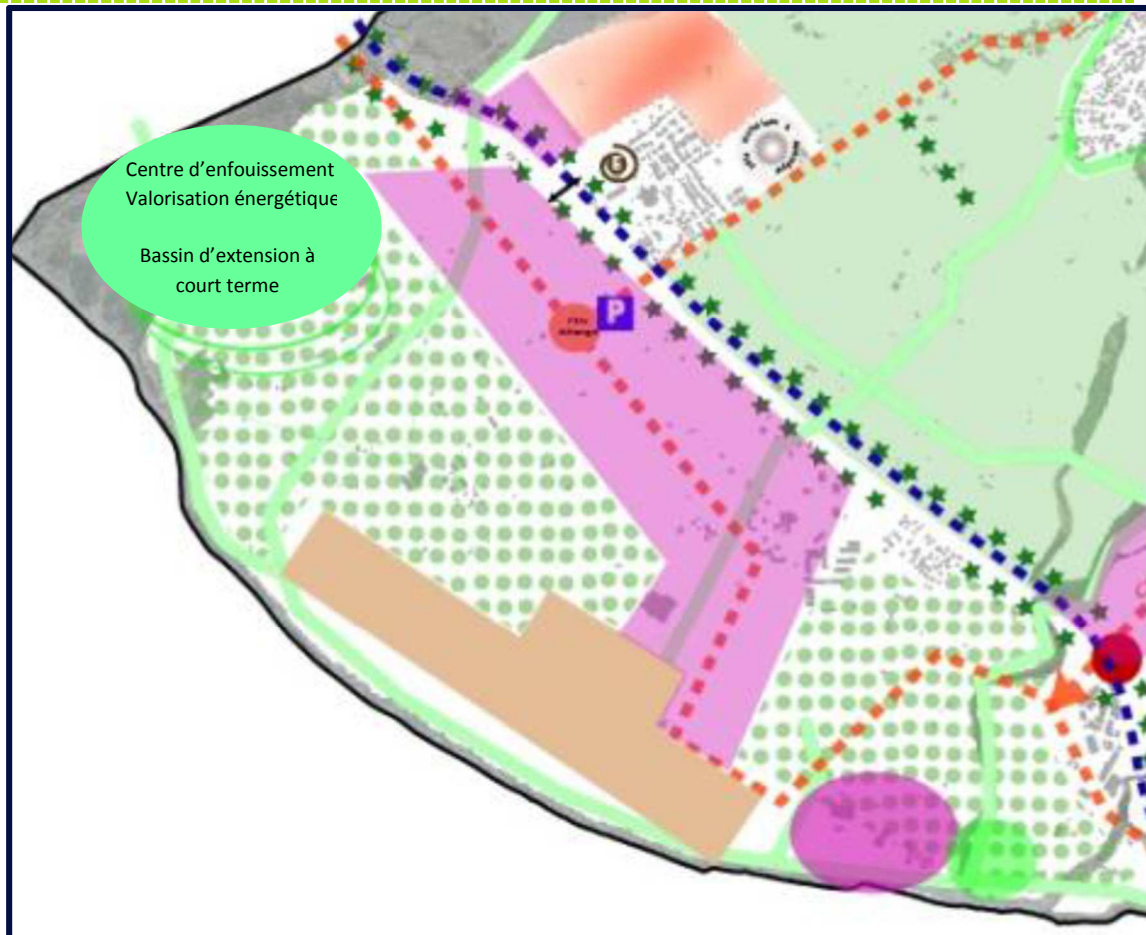 Centre d'enfouissement
Valorisation énergétique
Bassin d'extension à
court terme
P